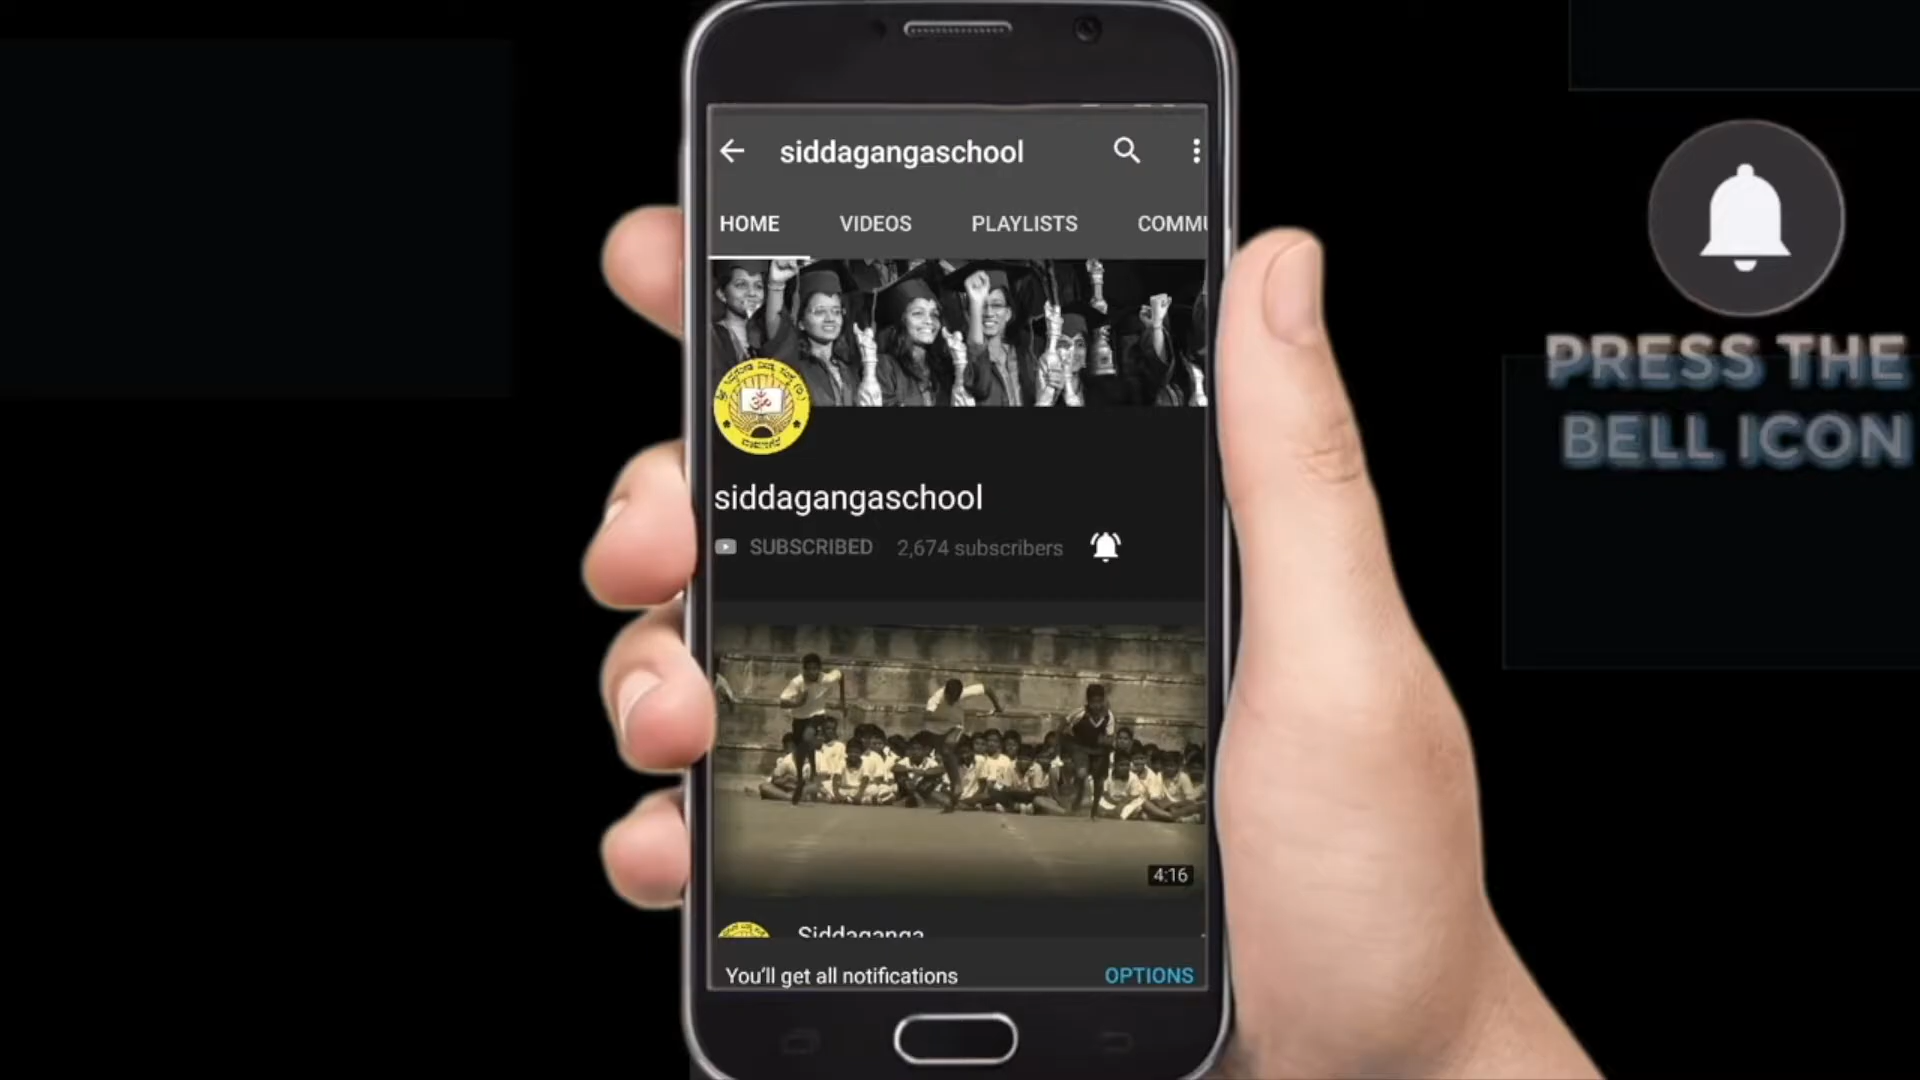 siddagangaschool
HOME VIDEOS PLAYLISTS COMMU
siddagangaschool
SUBSCRIBED 2,674 subscribers
4:16
Siddaganga
You'll get all notifications OPTIONS
PRESS THE
BELL ICON